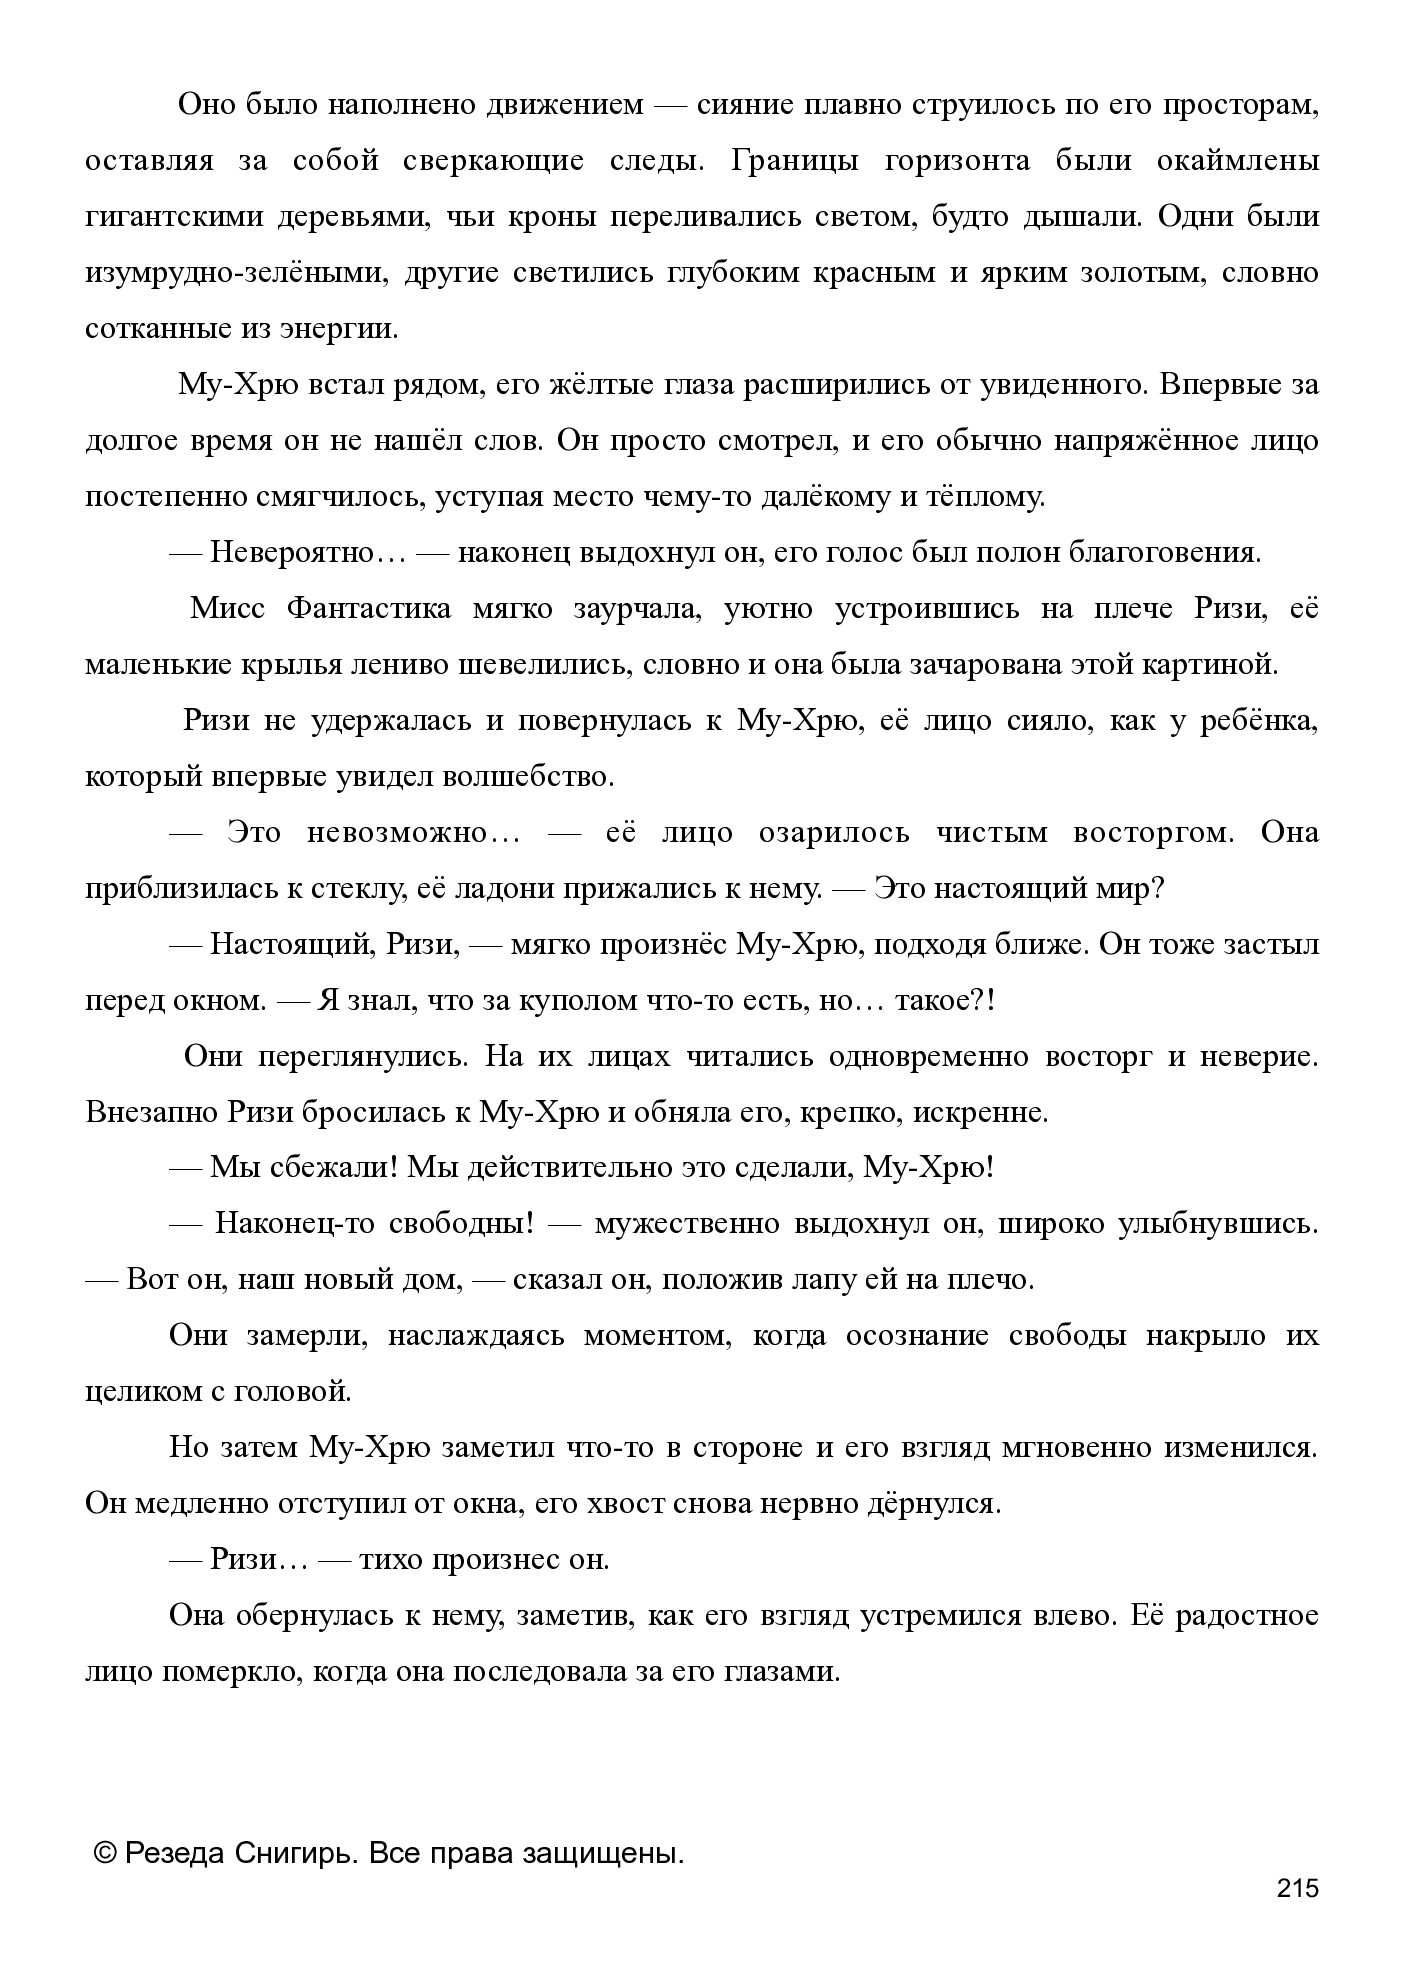 Оно было наполнено движением — сияние плавно струилось по его просторам,
оставляя за собой сверкающие следы. Границы горизонта были окаймлены
гигантскими деревьями, чьи кроны переливались светом, будто дышали. Одни были
изумрудно-зелёными, другие светились глубоким красным и ярким золотым, словно
сотканные из энергии.
Му-Хрю встал рядом, его жёлтые глаза расширились от увиденного. Впервые за
долгое время он не нашёл слов. Он просто смотрел, и его обычно напряжённое лицо
постепенно смягчилось, уступая место чему-то далёкому и тёплому.
— Невероятно… — наконец выдохнул он, его голос был полон благоговения.
Мисс Фантастика мягко заурчала, уютно устроившись на плече Ризи, её
маленькие крылья лениво шевелились, словно и она была зачарована этой картиной.
Ризи не удержалась и повернулась к Му-Хрю, её лицо сияло, как у ребёнка,
который впервые увидел волшебство.
— Это невозможно… — её лицо озарилось чистым восторгом. Она
приблизилась к стеклу, её ладони прижались к нему. — Это настоящий мир?
— Настоящий, Ризи, — мягко произнёс Му-Хрю, подходя ближе. Он тоже застыл
перед окном. — Я знал, что за куполом что-то есть, но… такое?!
Они переглянулись. На их лицах читались одновременно восторг и неверие.
Внезапно Ризи бросилась к Му-Хрю и обняла его, крепко, искренне.
— Мы сбежали! Мы действительно это сделали, Му-Хрю!
— Наконец-то свободны! — мужественно выдохнул он, широко улыбнувшись.
— Вот он, наш новый дом, — сказал он, положив лапу ей на плечо.
Они замерли, наслаждаясь моментом, когда осознание свободы накрыло их
целиком с головой.
Но затем Му-Хрю заметил что-то в стороне и его взгляд мгновенно изменился.
Он медленно отступил от окна, его хвост снова нервно дёрнулся.
— Ризи… — тихо произнес он.
Она обернулась к нему, заметив, как его взгляд устремился влево. Её радостное
лицо померкло, когда она последовала за его глазами.
© Резеда Снигирь. Все права защищены.
215